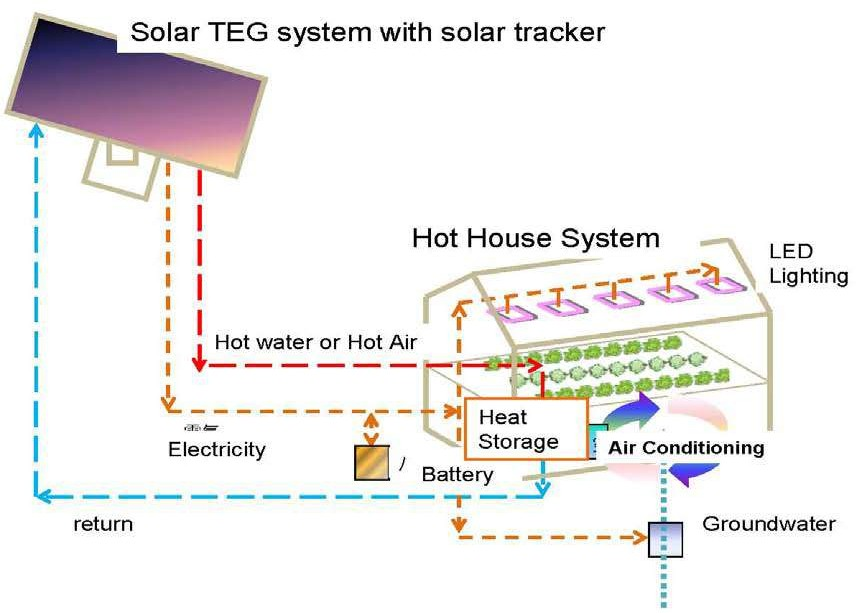 Solar TEG system with solar tracker
Hot House System
LED
Lighting
Hot water or Hot Air
Heat
Storage
Electricity
Air Conditioning
/
Battery
return
Groundwater